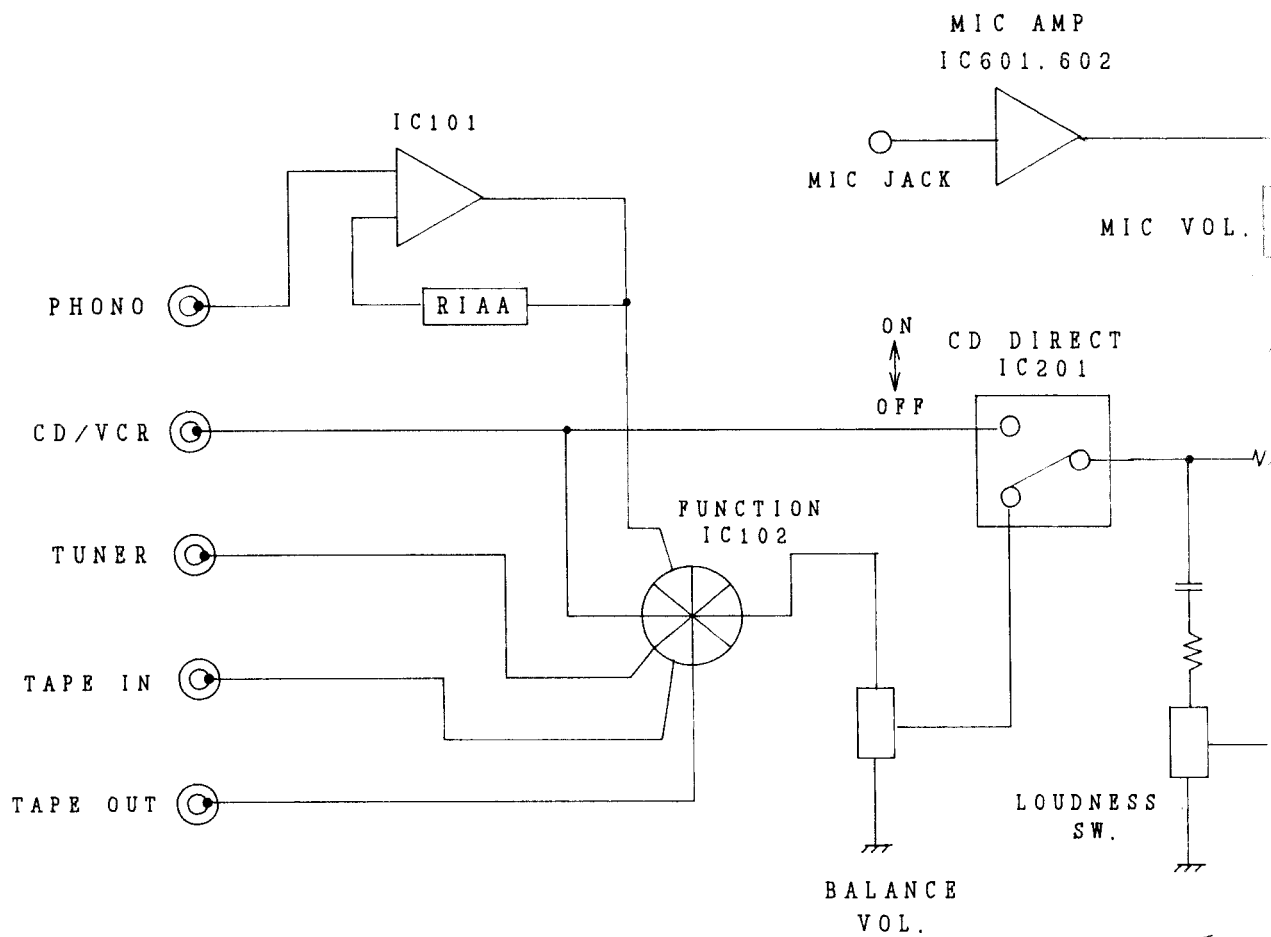 MIC AMP
IC601.602
IC101
MIC JACK
MIC VOL.
PHONO
RIAA
ON
OFF
CD DIRECT
IC201
CD/VCR
FUNCTION
IC102
TUNER
TAPE IN
TAPE OUT
LOUDNESS
SW.
BALANCE
VOL.